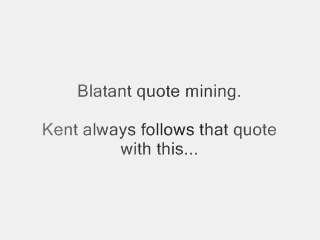 Blatant quote mining.
Kent always follows that quote
with this...